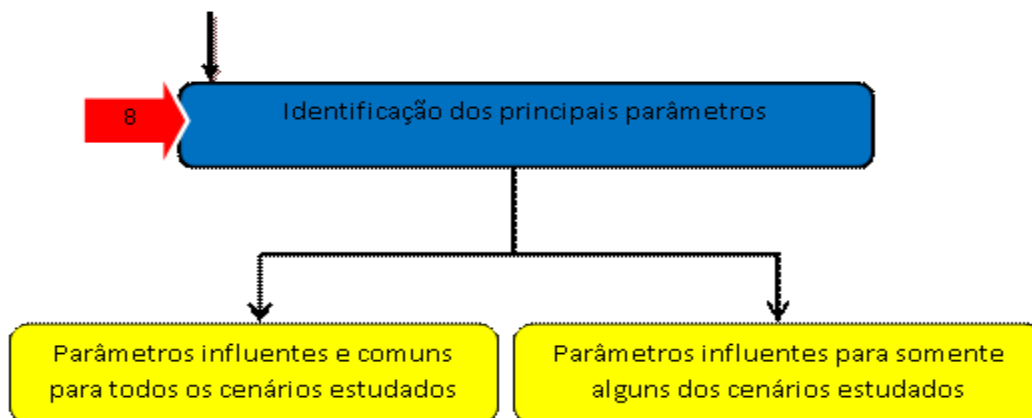 8
Identificação dos principais parâmetros
Parâmetros influentes e comuns
para todos os cenários estudados
Parâmetros influentes para somente
alguns dos cenários estudados